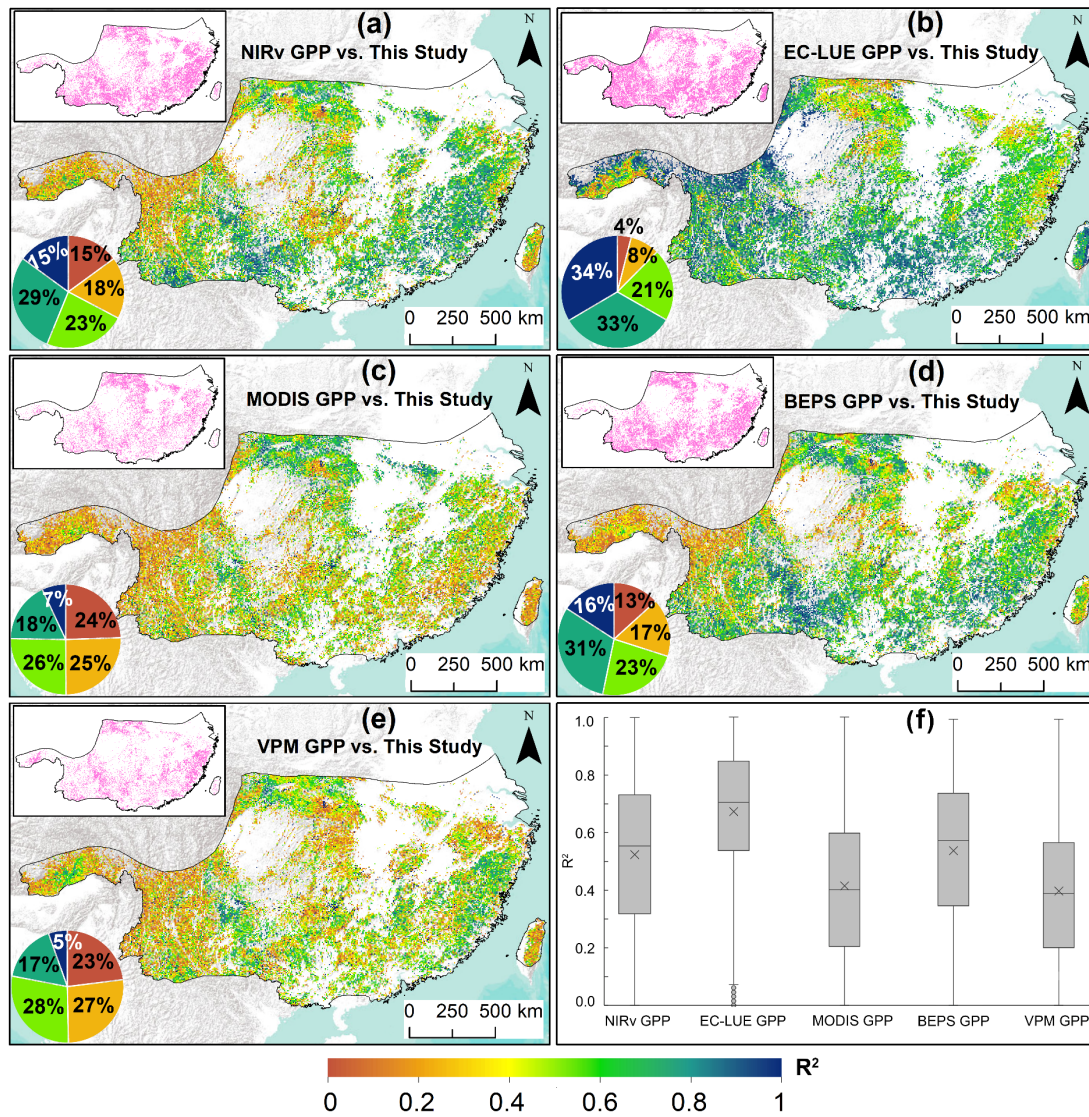 (a)
N
NIRv GPP vs. This Study
15%
15%
29%
18%
23%
0 250 500 km
(b)
N
EC-LUE GPP vs. This Study
4%
8%
34%
21%
33%
0 250 500 km
(c)
N
MODIS GPP vs. This Study
7%
24%
18%
26%
25%
0 250 500 km
(d)
N
BEPS GPP vs. This Study
16%
13%
17%
31%
23%
0 250 500 km
(e)
N
VPM GPP vs. This Study
5%
23%
17%
28%
27%
0 250 500 km
(f)
1.0
0.8
0.6
0.4
0.2
0.0
R²
NIRv GPP EC-LUE GPP MODIS GPP BEPS GPP VPM GPP
R²
0 0.2 0.4 0.6 0.8 1